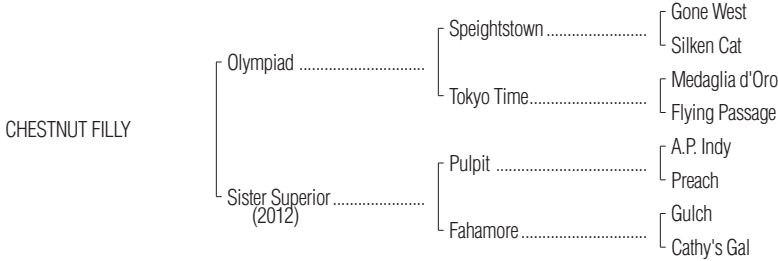 Gone West
Speightstown
Silken Cat
Olympiad
Medaglia d'Oro
Tokyo Time
Flying Passage
CHESTNUT FILLY
A.P. Indy
Pulpit
Preach
Sister Superior
(2012)
Gulch
Fahamore
Cathy's Gal